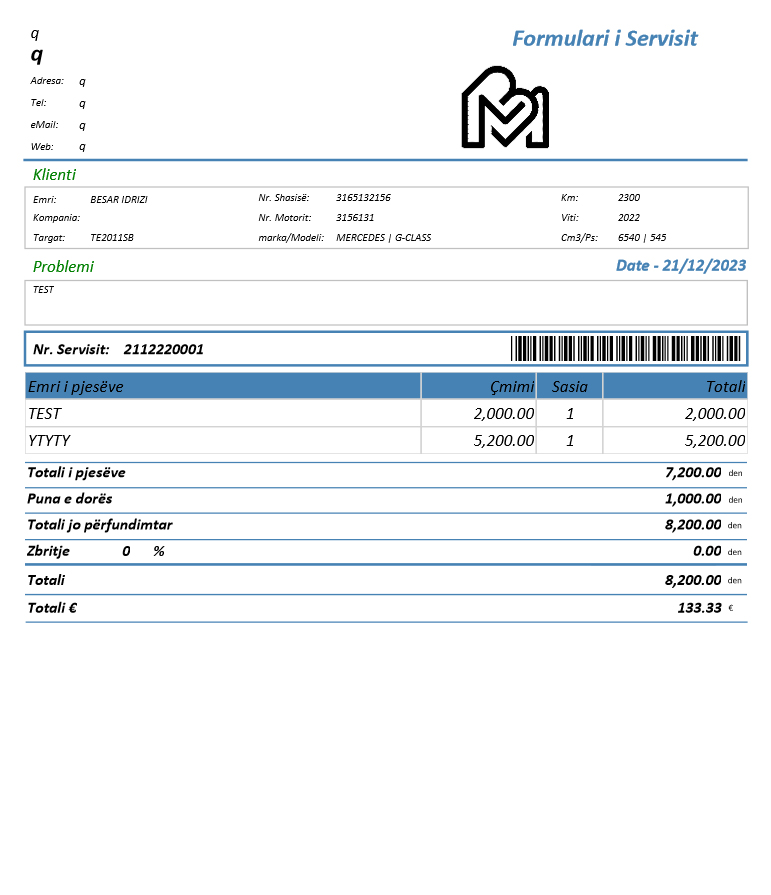 q
Formulari i Servisit
q
Adresa: q
Tel: q
eMail: q
Web: q
Klienti
Emri: BESAR IDRIZI Nr. Shasisë: 3165132156 Km: 2300
Kompania: Nr. Motorit: 3156131 Viti: 2022
Targat: TE2011SB marka/Modeli: MERCEDES | G-CLASS Cm3/Ps: 6540 | 545
Problemi Date - 21/12/2023
TEST
Nr. Servisit: 2112220001
Emri i pjesëve Çmimi Sasia Totali
TEST 2,000.00 1 2,000.00
YTYTY 5,200.00 1 5,200.00
Totali i pjesëve 7,200.00 den
Puna e dorës 1,000.00 den
Totali jo përfundimtar 8,200.00 den
Zbritje 0 % 0.00 den
Totali 8,200.00 den
Totali € 133.33 €